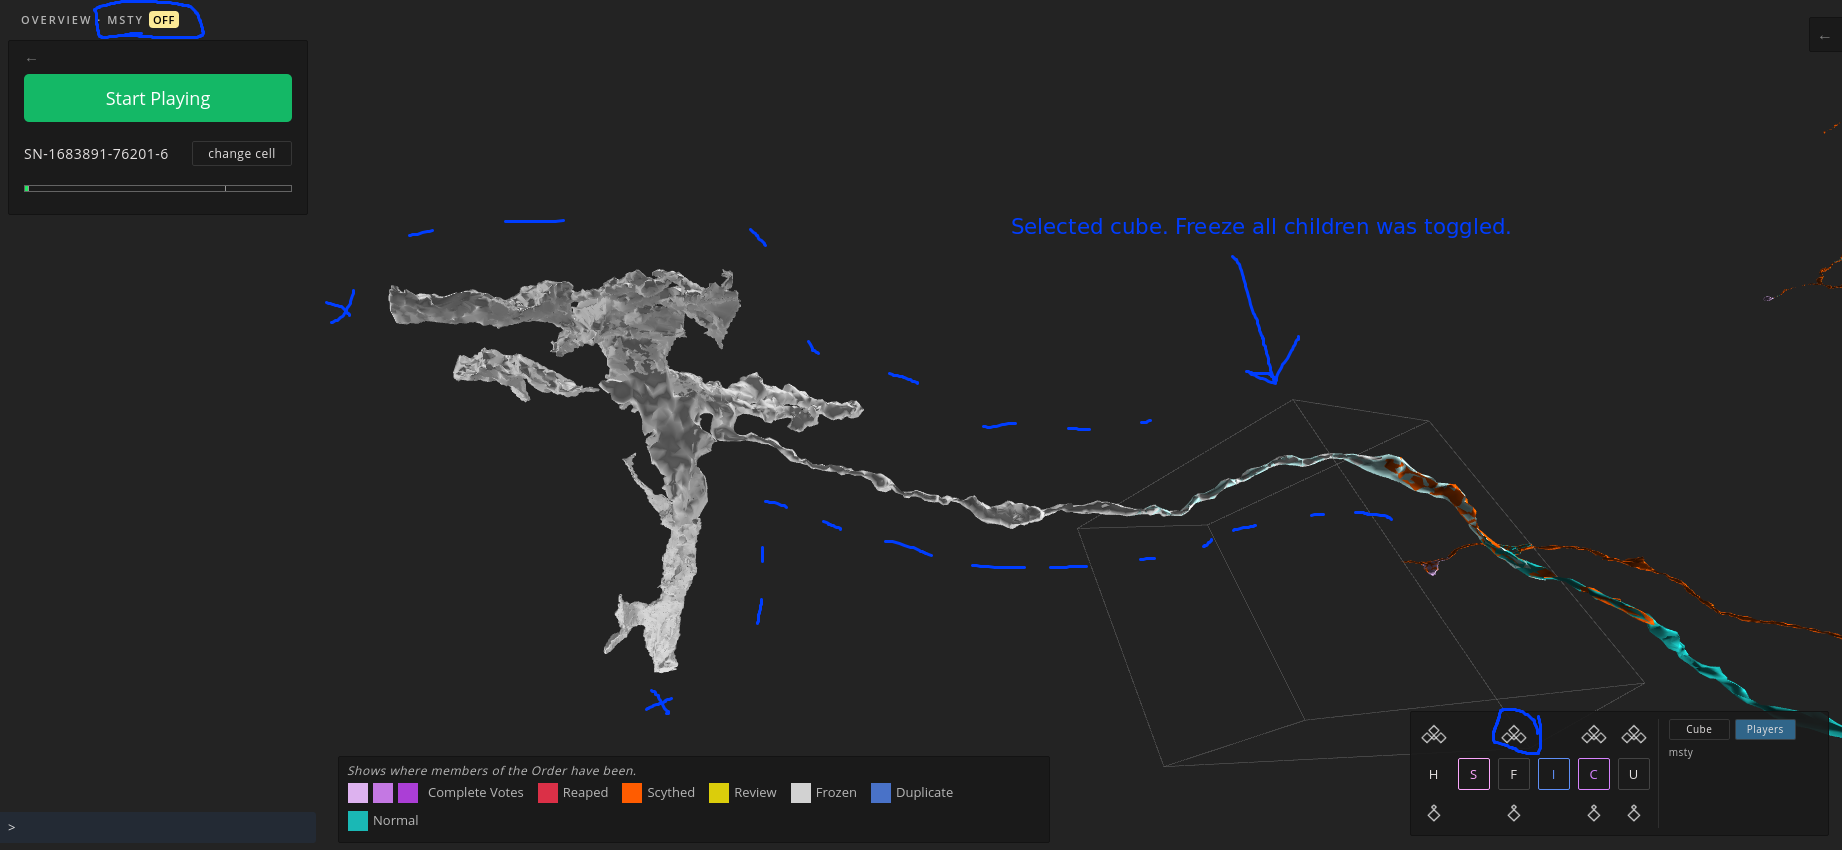 OVERVIEW · MSTY OFF
←
←
Start Playing
SN-1683891-76201-6 change cell
Selected cube. Freeze all children was toggled.
Shows where members of the Order have been.
Complete Votes Reaped Scythed Review Frozen Duplicate
Normal
Cube Players
msty
H S F I C U
>